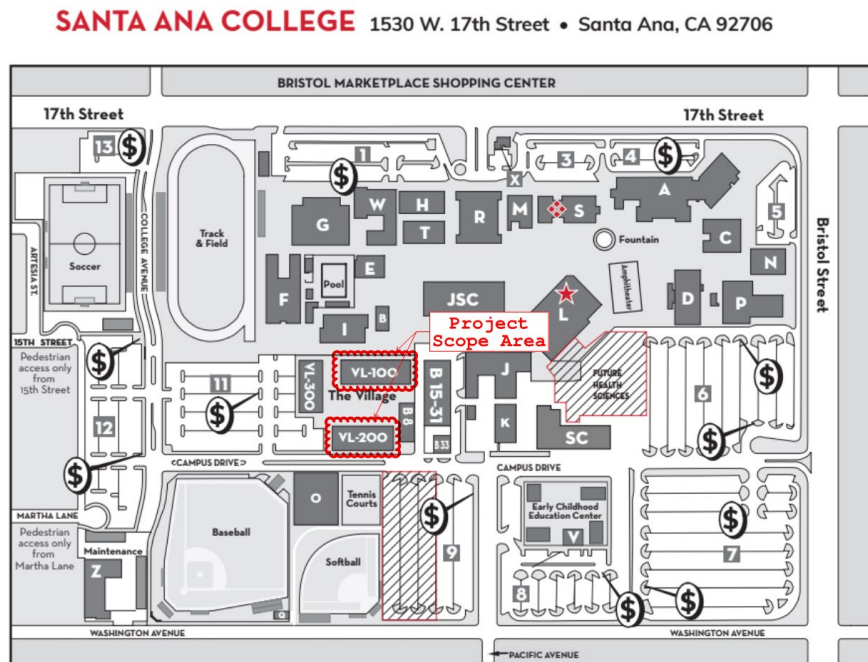 SANTA ANA COLLEGE 1530 W. 17th Street • Santa Ana, CA 92706
BRISTOL MARKETPLACE SHOPPING CENTER
17th Street
17th Street
13
$
1
$
X
3
4
$
A
5
W
H
R
M
S
G
T
C
Fountain
N
Track
& Field
COLLEGE AVENUE
ARTESIA ST.
Soccer
Bristol Street
E
F
Pool
JSC
L
Amphitheater
D
P
B
I
Project
Scope Area
15TH STREET
Pedestrian
access only
from
15th Street
$
11
$
VL-300
VL-100
The Village
VL-200
B 8
B 15-31
B 33
J
K
SC
FUTURE
HEALTH
SCIENCES
6
$
$
12
$
<CAMPUS DRIVE>
CAMPUS DRIVE
MARTHA LANE
Pedestrian
access only
from
Martha Lane
Maintenance
Z
Baseball
O
Tennis
Courts
Softball
9
$
Early Childhood
Education Center
V
8
$
7
$
$
WASHINGTON AVENUE
WASHINGTON AVENUE
PACIFIC AVENUE